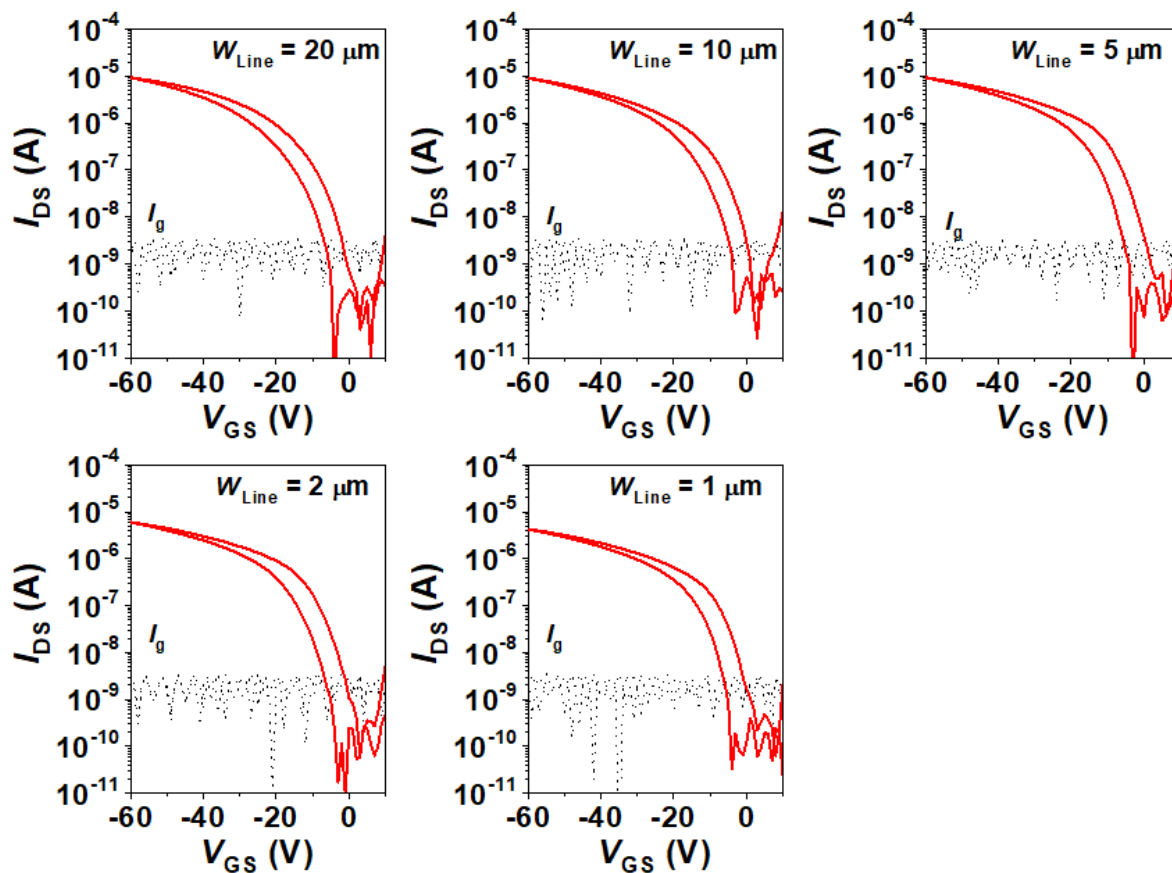 W_Line = 20 μm
10^-4
10^-5
10^-6
10^-7
10^-8
10^-9
10^-10
10^-11
I_DS (A)
I_g
-60 -40 -20 0
V_GS (V)
W_Line = 10 μm
10^-4
10^-5
10^-6
10^-7
10^-8
10^-9
10^-10
10^-11
I_DS (A)
I_g
-60 -40 -20 0
V_GS (V)
W_Line = 5 μm
10^-4
10^-5
10^-6
10^-7
10^-8
10^-9
10^-10
10^-11
I_DS (A)
I_g
-60 -40 -20 0
V_GS (V)
W_Line = 2 μm
10^-4
10^-5
10^-6
10^-7
10^-8
10^-9
10^-10
10^-11
I_DS (A)
I_g
-60 -40 -20 0
V_GS (V)
W_Line = 1 μm
10^-4
10^-5
10^-6
10^-7
10^-8
10^-9
10^-10
10^-11
I_DS (A)
I_g
-60 -40 -20 0
V_GS (V)